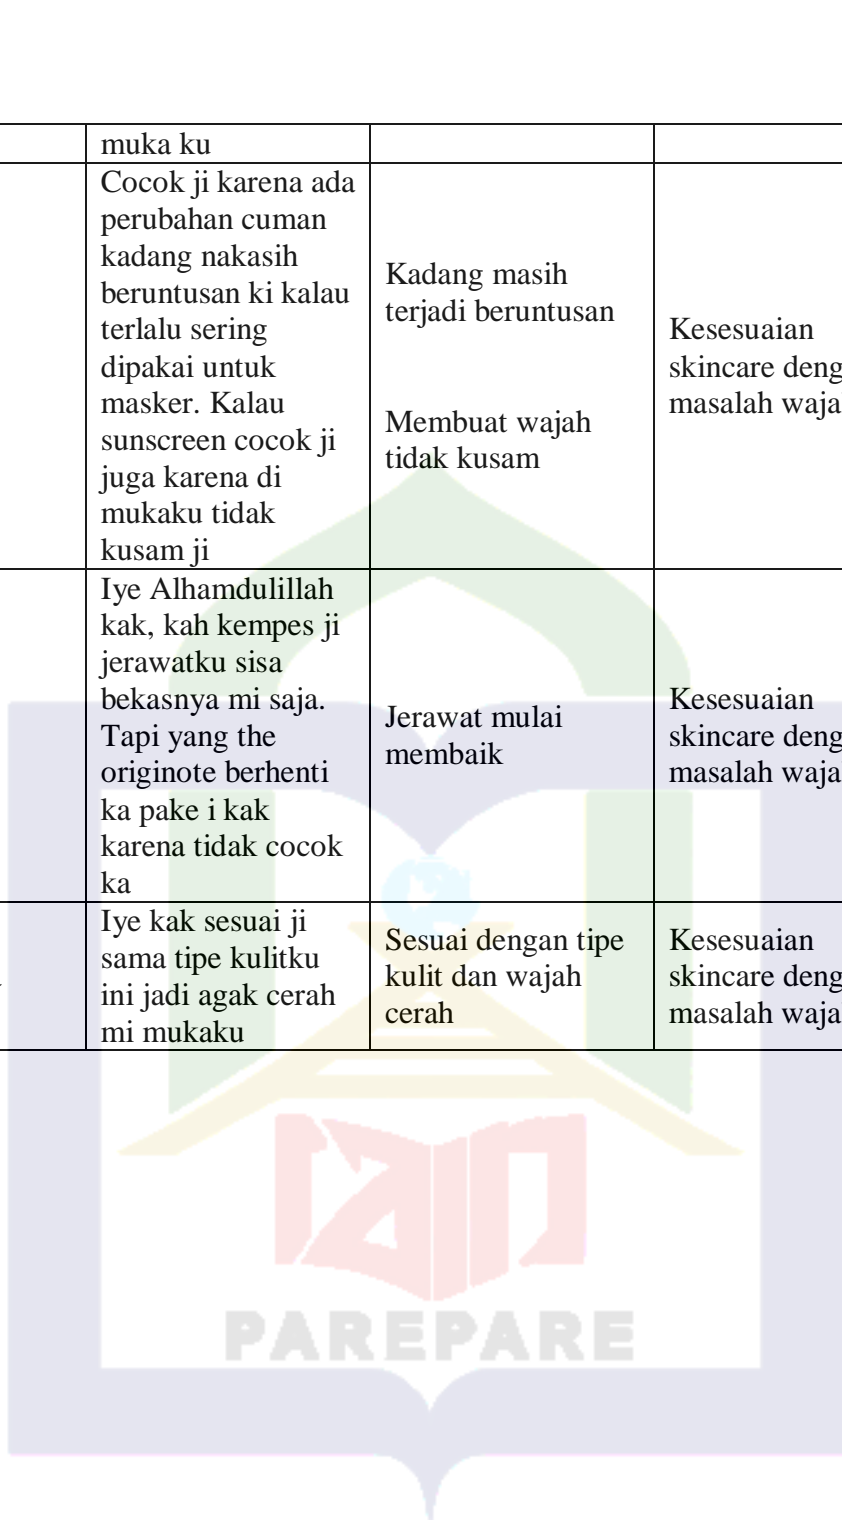 muka ku
Cocok ji karena ada
perubahan cuman
kadang nakasih
beruntusan ki kalau
terlalu sering
dipakai untuk
masker. Kalau
sunscreen cocok ji
juga karena di
mukaku tidak
kusam ji
Kadang masih
terjadi beruntusan
Membuat wajah
tidak kusam
Kesesuaian
skincare deng
masalah waja
Iye Alhamdulillah
kak, kah kempes ji
jerawatku sisa
bekasnya mi saja.
Tapi yang the
originote berhenti
ka pake i kak
karena tidak cocok
ka
Jerawat mulai
membaik
Kesesuaian
skincare deng
masalah waja
Iye kak sesuai ji
sama tipe kulitku
ini jadi agak cerah
mi mukaku
Sesuai dengan tipe
kulit dan wajah
cerah
Kesesuaian
skincare deng
masalah waja
iain
PAREPARE